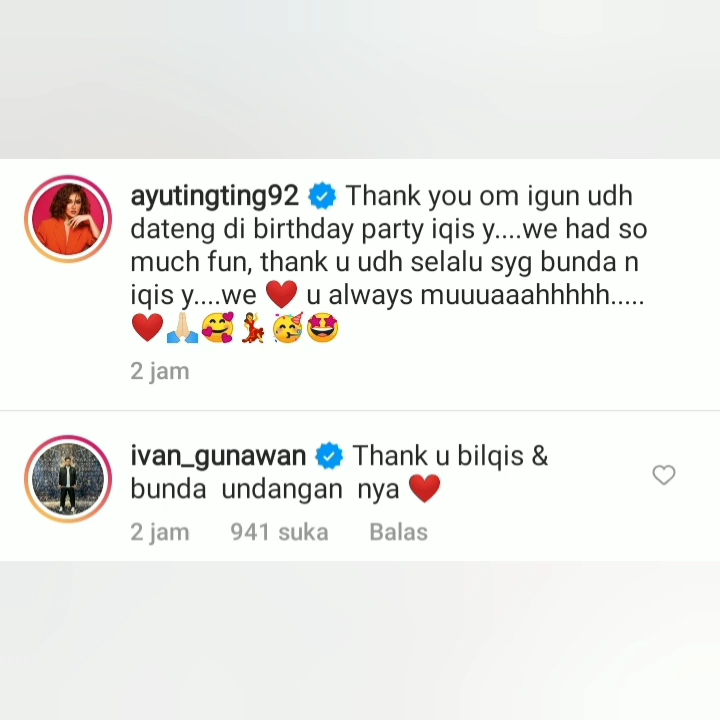 ayutingting92 Thank you om igun udh
dateng di birthday party iqis y....we had so
much fun, thank u udh selalu syg bunda n
iqis y....we ❤️ u always muuuaaahhhhh.....
❤️🙏🏻🥰💃🥳🤩
2 jam
ivan_gunawan Thank u bilqis &
bunda undangan nya ❤️
2 jam 941 suka Balas